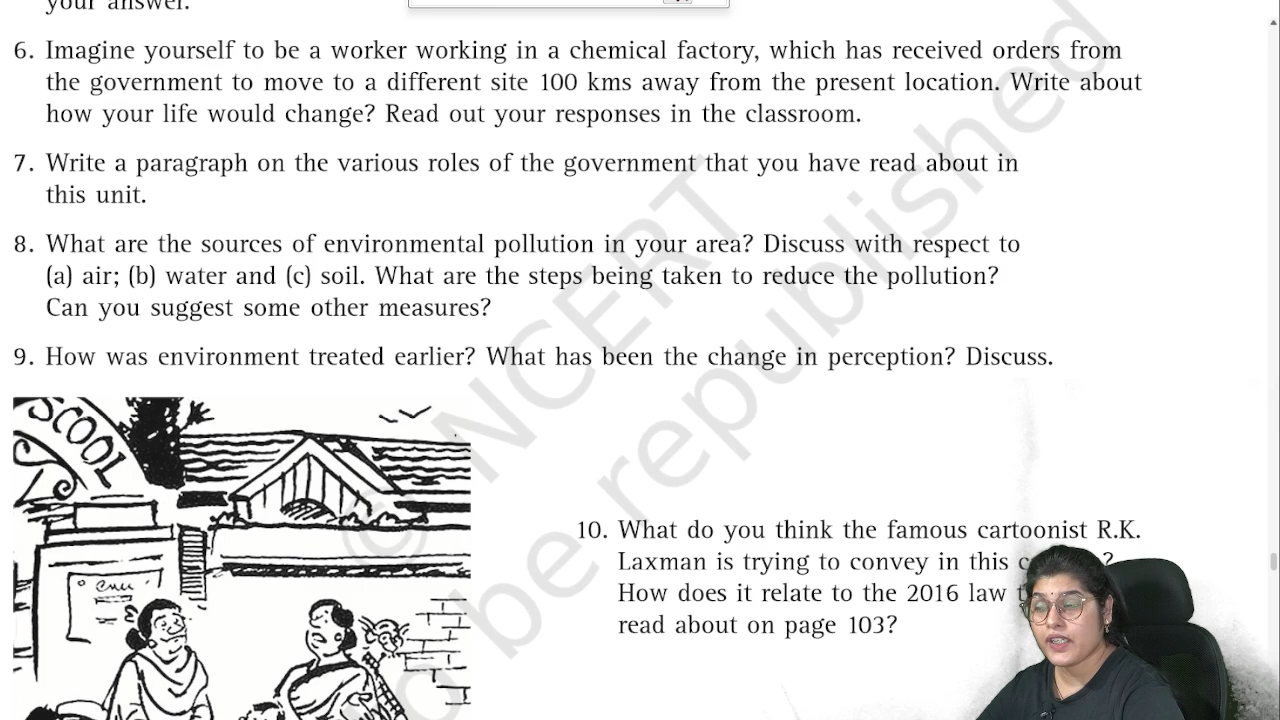 your answer.
6. Imagine yourself to be a worker working in a chemical factory, which has received orders from
the government to move to a different site 100 kms away from the present location. Write about
how your life would change? Read out your responses in the classroom.
7. Write a paragraph on the various roles of the government that you have read about in
this unit.
8. What are the sources of environmental pollution in your area? Discuss with respect to
(a) air; (b) water and (c) soil. What are the steps being taken to reduce the pollution?
Can you suggest some other measures?
9. How was environment treated earlier? What has been the change in perception? Discuss.
SCOOL
10. What do you think the famous cartoonist R.K.
Laxman is trying to convey in this
How does it relate to the 2016 law
read about on page 103?
© NCERT
be republished